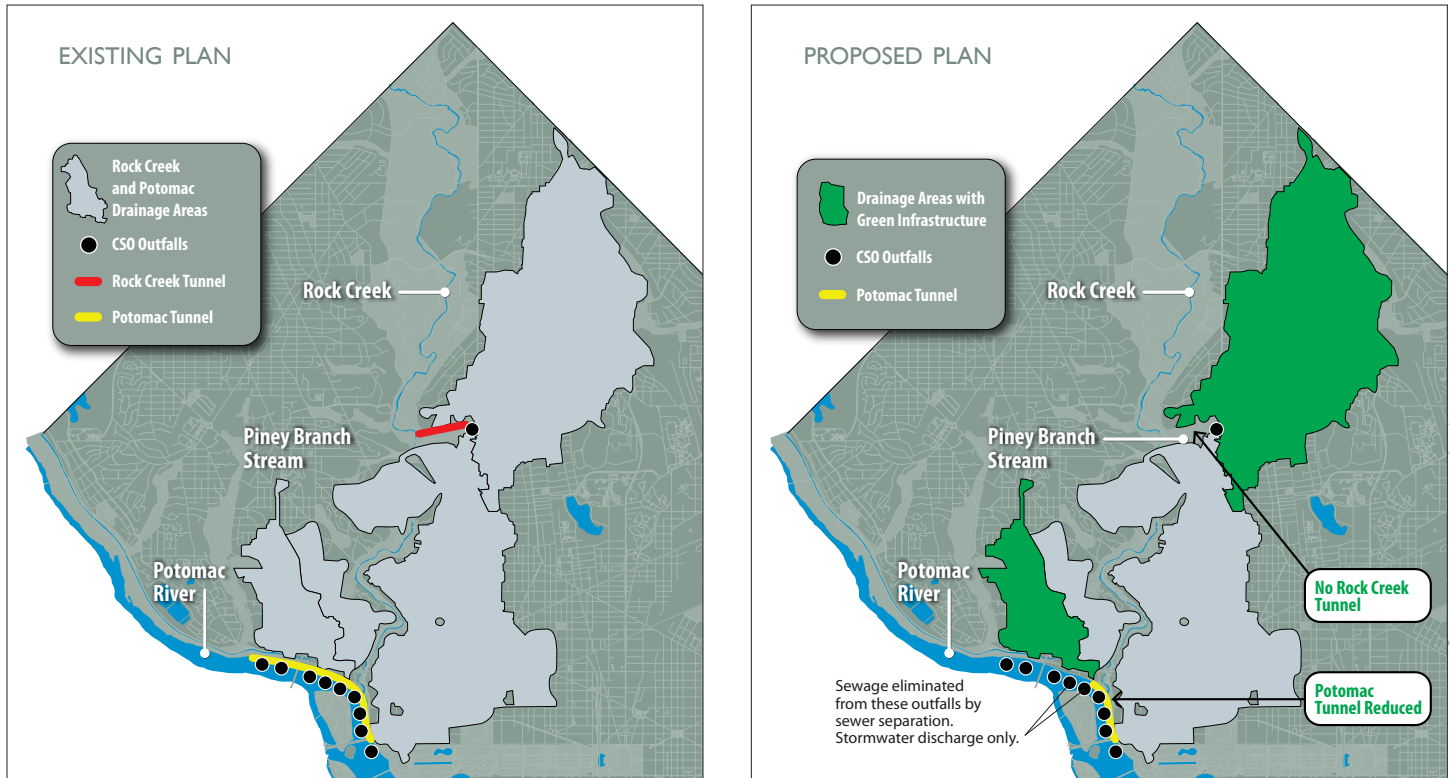 EXISTING PLAN
Rock Creek
and Potomac
Drainage Areas
CSO Outfalls
Rock Creek Tunnel
Potomac Tunnel
Rock Creek
Piney Branch
Stream
Potomac
River
PROPOSED PLAN
Drainage Areas with
Green Infrastructure
CSO Outfalls
Potomac Tunnel
Rock Creek
Piney Branch
Stream
Potomac
River
No Rock Creek
Tunnel
Potomac
Tunnel Reduced
Sewage eliminated
from these outfalls by
sewer separation.
Stormwater discharge only.